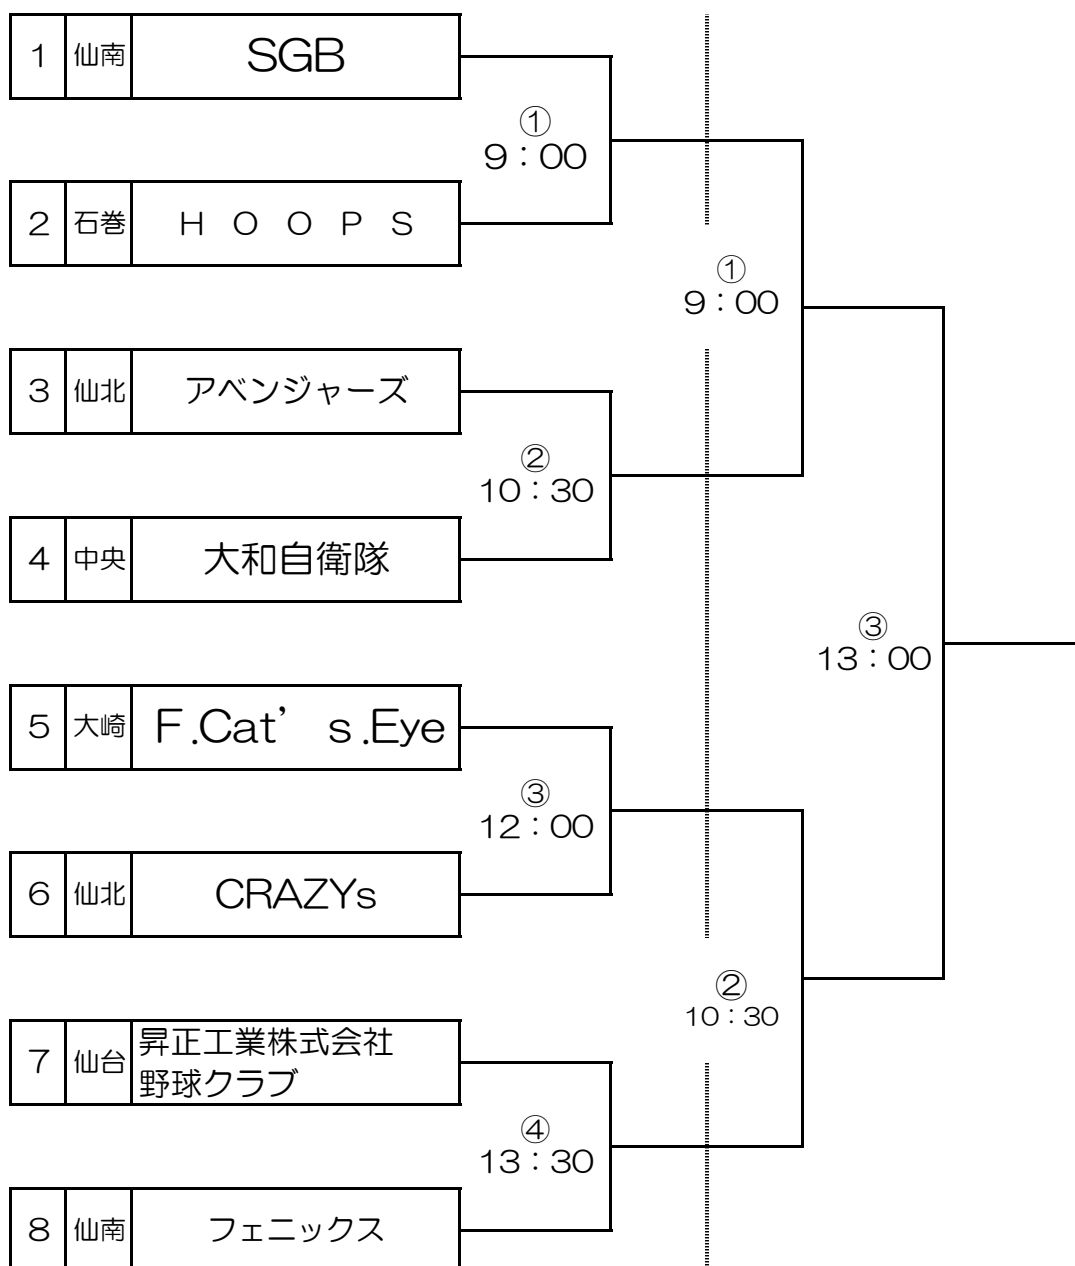 1 仙南 SGB
①
9：00
2 石巻 Ｈ Ｏ Ｏ Ｐ Ｓ
①
9：00
3 仙北 アベンジャーズ
②
10：30
4 中央 大和自衛隊
③
13：00
5 大崎 F.Cat’ s.Eye
③
12：00
6 仙北 CRAZYs
②
10：30
7 仙台 昇正工業株式会社
野球クラブ
④
13：30
8 仙南 フェニックス